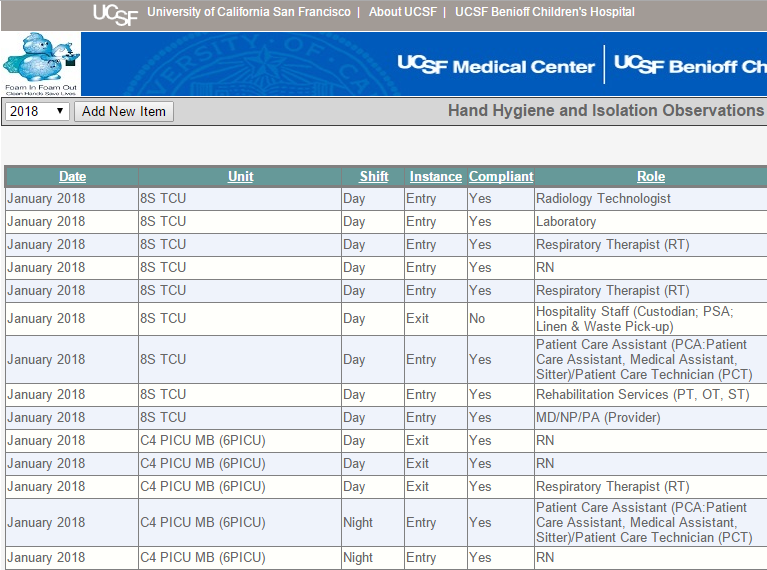 UCSF University of California San Francisco | About UCSF | UCSF Benioff Children's Hospital
Foam In Foam Out
Clean Hands Save Lives
UCSF Medical Center | UCSF Benioff Ch
2018 Add New Item Hand Hygiene and Isolation Observations
Date Unit Shift Instance Compliant Role
January 2018 8S TCU Day Entry Yes Radiology Technologist
January 2018 8S TCU Day Entry Yes Laboratory
January 2018 8S TCU Day Entry Yes Respiratory Therapist (RT)
January 2018 8S TCU Day Entry Yes RN
January 2018 8S TCU Day Entry Yes Respiratory Therapist (RT)
January 2018 8S TCU Day Exit No Hospitality Staff (Custodian; PSA;
Linen & Waste Pick-up)
January 2018 8S TCU Day Entry Yes Patient Care Assistant (PCA:Patient
Care Assistant, Medical Assistant,
Sitter)/Patient Care Technician (PCT)
January 2018 8S TCU Day Entry Yes Rehabilitation Services (PT, OT, ST)
January 2018 8S TCU Day Entry Yes MD/NP/PA (Provider)
January 2018 C4 PICU MB (6PICU) Day Exit Yes RN
January 2018 C4 PICU MB (6PICU) Day Exit Yes RN
January 2018 C4 PICU MB (6PICU) Day Exit Yes Respiratory Therapist (RT)
January 2018 C4 PICU MB (6PICU) Night Entry Yes Patient Care Assistant (PCA:Patient
Care Assistant, Medical Assistant,
Sitter)/Patient Care Technician (PCT)
January 2018 C4 PICU MB (6PICU) Night Entry Yes RN